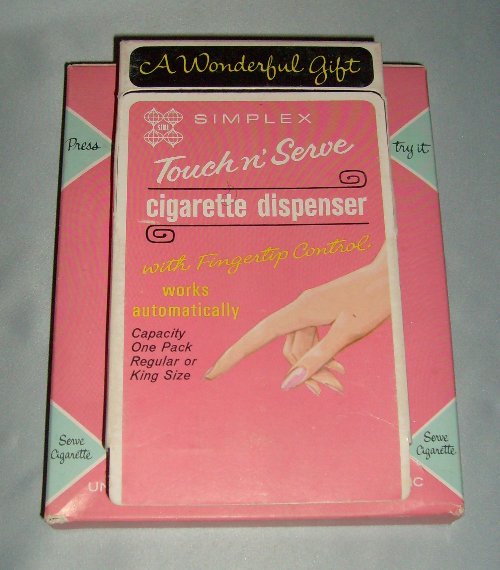 A Wonderful Gift
SIMPLEX
Press
try it
Touch n' Serve
cigarette dispenser
with Fingertip Control
works
automatically
Capacity
One Pack
Regular or
King Size
Serve
Cigarette
Serve
Cigarette
UN
C